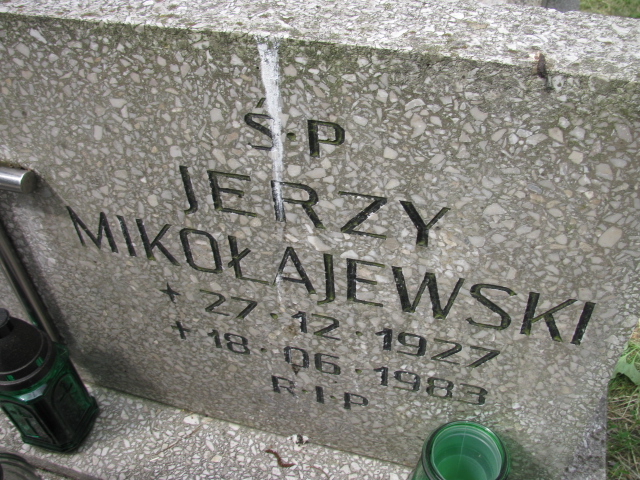 Ś·P
JERZY
MIKOŁAJEWSKI
+ 27·12·1927
+ 18·06·1983
R·I·P